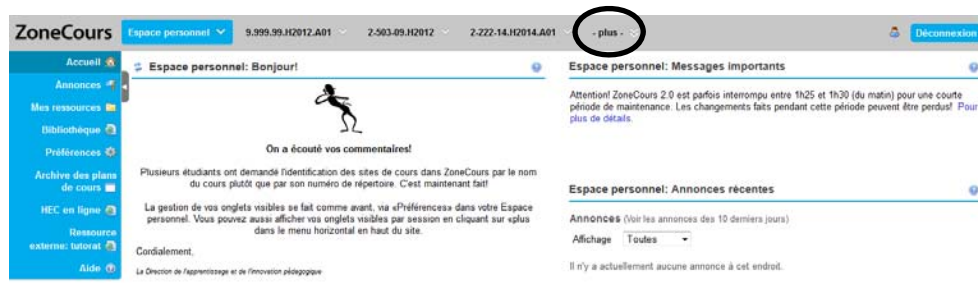 ZoneCours
Espace personnel
9.999.99.H2012.A01
2-503-09.H2012
2-222-14.H2014.A01
- plus -
Déconnexion
Accueil
Annonces
Mes ressources
Bibliothèque
Préférences
Archive des plans
de cours
HEC en ligne
Ressource
externe: tutorat
Aide
Espace personnel: Bonjour!
On a écouté vos commentaires!
Plusieurs étudiants ont demandé l'identification des sites de cours dans ZoneCours par le nom
du cours plutôt que par son numéro de répertoire. C'est maintenant fait!
La gestion de vos onglets visibles se fait comme avant, via «Préférences» dans votre Espace
personnel. Vous pouvez aussi afficher vos onglets visibles par session en cliquant sur «plus
dans le menu horizontal en haut du site.
Cordialement,
La Direction de l'apprentissage et de l'innovation pédagogique
Espace personnel: Messages importants
Attention! ZoneCours 2.0 est parfois interrompu entre 1h25 et 1h30 (du matin) pour une courte
période de maintenance. Les changements faits pendant cette période peuvent être perdus! Pour
plus de détails.
Espace personnel: Annonces récentes
Annonces (Voir les annonces des 10 derniers jours)
Affichage Toutes
Il n'y a actuellement aucune annonce à cet endroit.